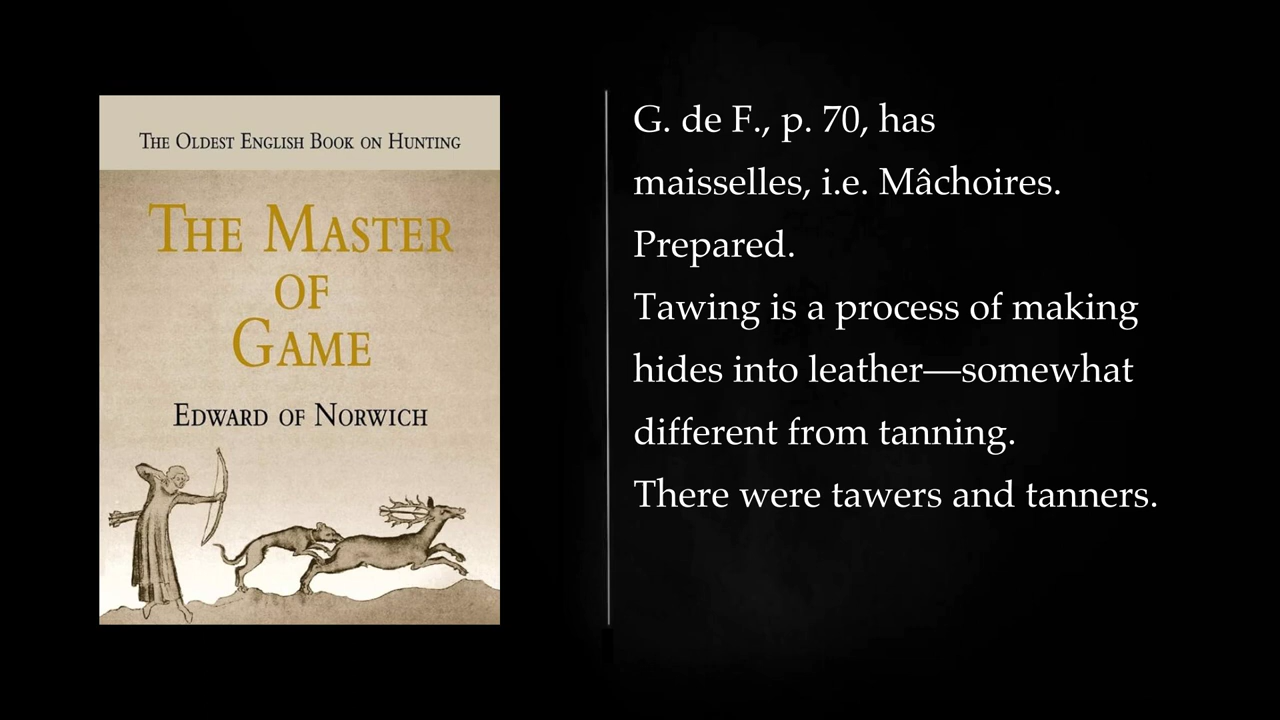 The Oldest English Book on Hunting
The Master
of
Game
Edward of Norwich
G. de F., p. 70, has
maisselles, i.e. Mâchoires.
Prepared.
Tawing is a process of making
hides into leather—somewhat
different from tanning.
There were tawers and tanners.